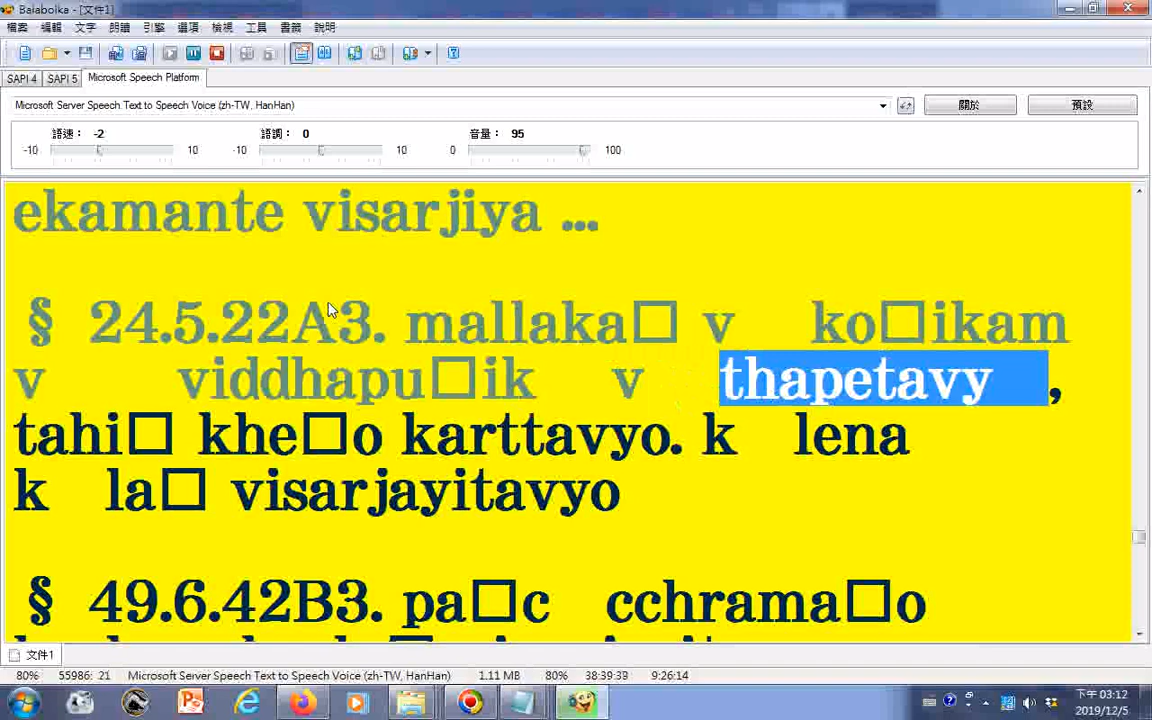 Balabolka - [文件1]
檔案 編輯 文字 朗讀 引擎 選項 檢視 工具 書籤 說明
SAPI 4 SAPI 5 Microsoft Speech Platform
Microsoft Server Speech Text to Speech Voice (zh-TW, HanHan) 關於 預設
語速： -2 語調： 0 音量： 95
-10 10 -10 10 0 100
ekamante visarjiya ...
§ 24.5.22A3. mallaka□ v ko□ikam
v viddhapu□ik v thapetavy ,
tahi□ khe□o karttavyo. k lena
k la□ visarjayitavyo
§ 49.6.42B3. pa□c cchrama□o
文件1
80% 55986: 21 Microsoft Server Speech Text to Speech Voice (zh-TW, HanHan) 1.11 MB 80% 38:39:33 9:26:14
下午 03:12
2019/12/5